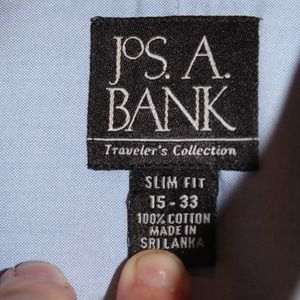 JoS. A.
BANK
Traveler's Collection
SLIM FIT
15 - 33
100% COTTON
MADE IN
SRI LANKA